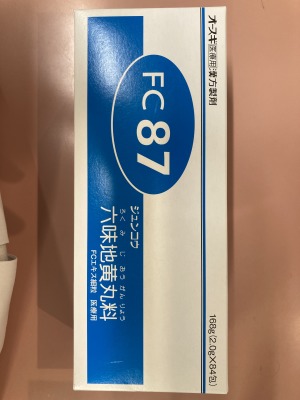 オースギ医療用漢方製剤
FC87
ジュンコウ
六味地黄丸料
ろくみじおうがんりょう
FCエキス細粒 医療用
168g(2.0g×84包)